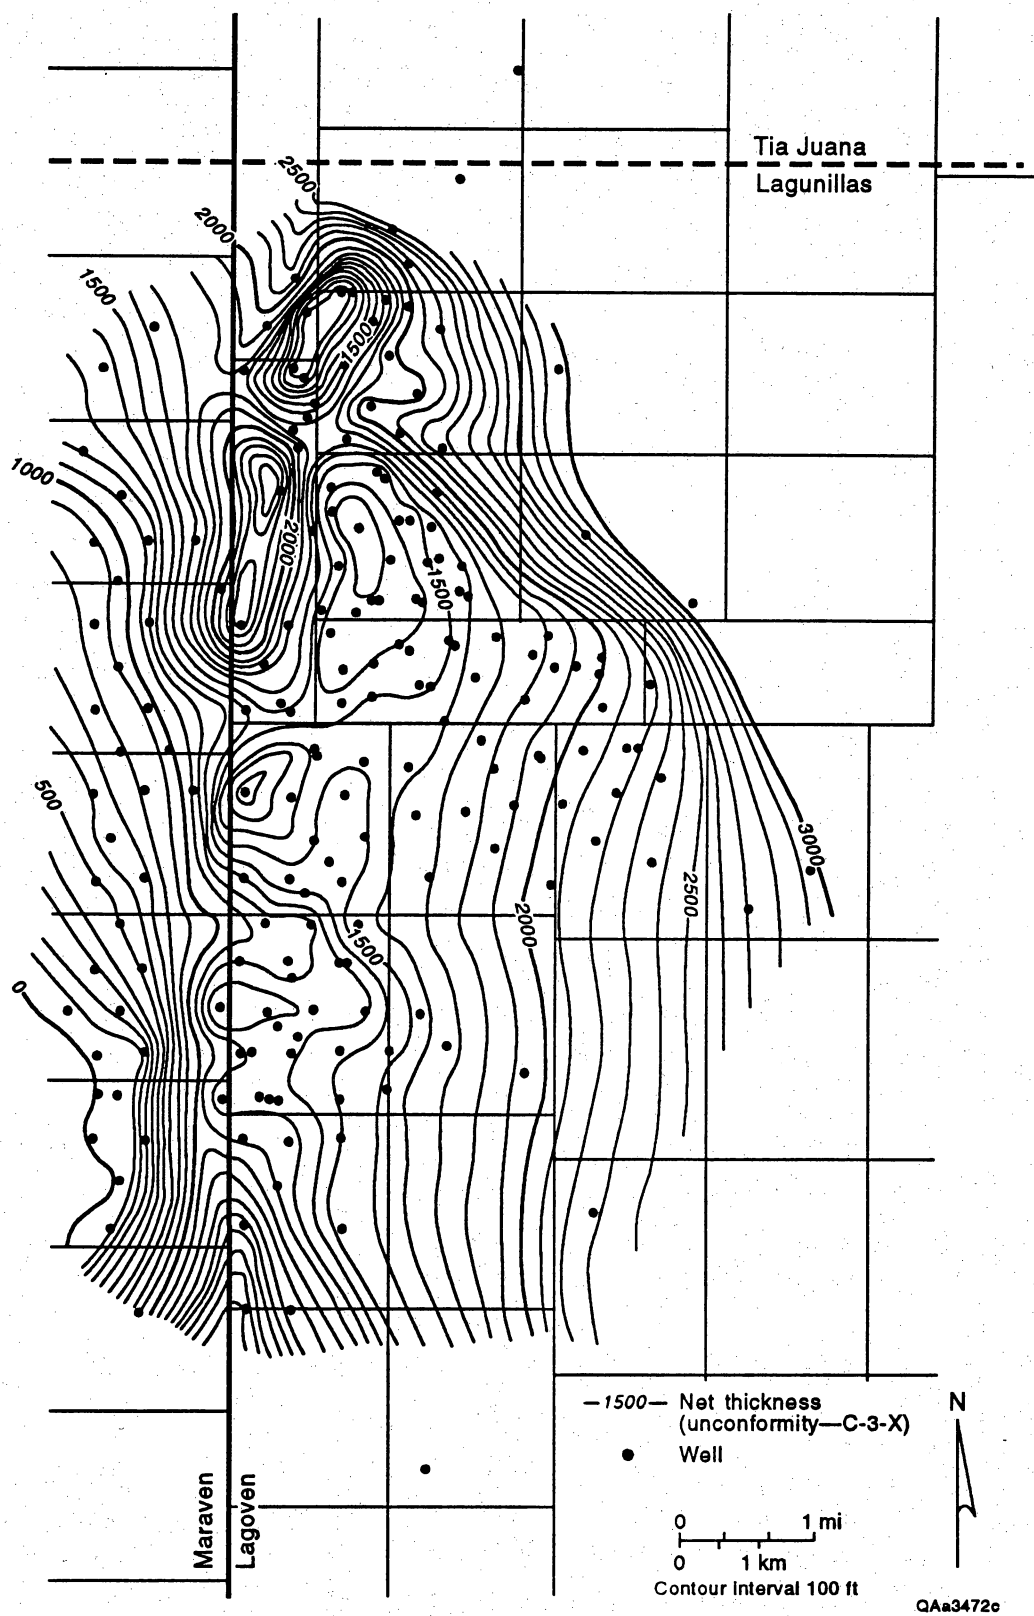 Tia Juana
Lagunillas
2500
2000
1500
1500
1000
2000
1500
500
3000
2500
2000
1500
0
—1500— Net thickness
(unconformity—C-3-X)
Well
N
Maraven
Lagoven
0 1 mi
0 1 km
Contour interval 100 ft
QAa3472c